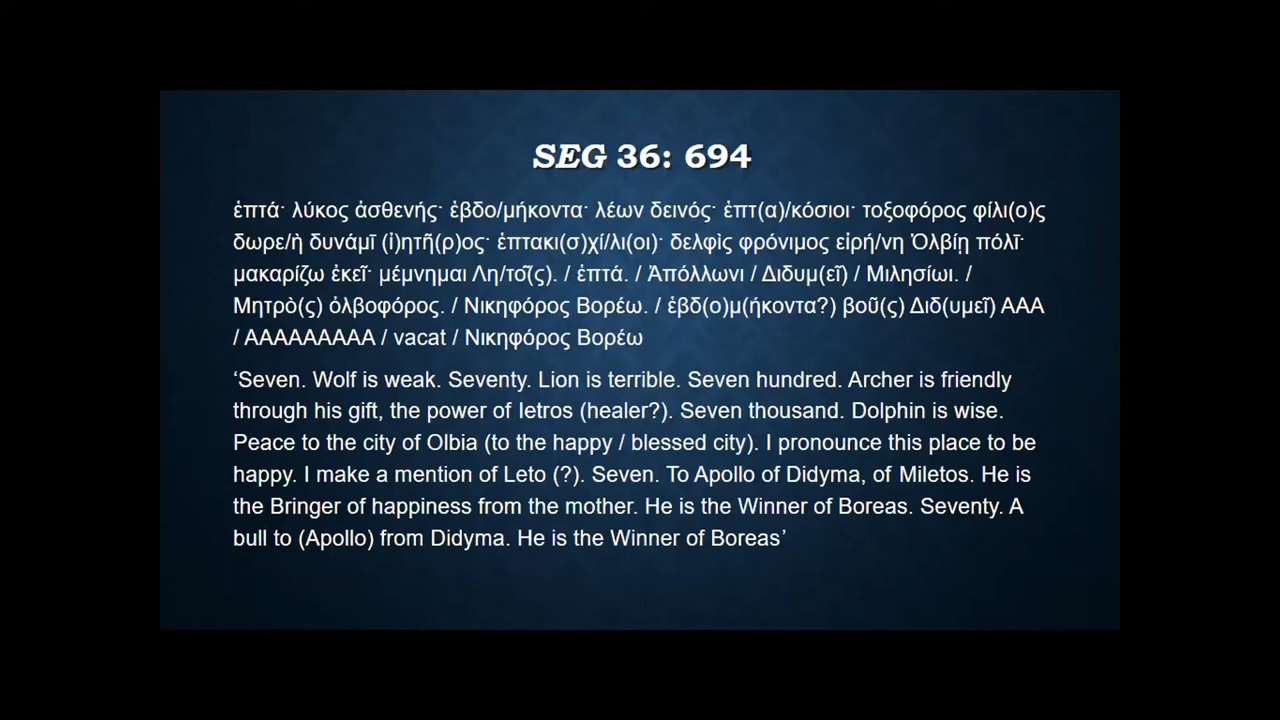 SEG 36: 694
ἑπτά· λύκος ἀσθενής· ἑβδο/μήκοντα· λέων δεινός· ἑπτ(α)/κόσιοι· τοξοφόρος φίλι(ο)ς
δωρε/ὴ δυνάμῑ (ἰ)ητῆ(ρ)ος· ἑπτακι(σ)χί/λι(οι)· δελφὶς φρόνιμος εἰρή/νη Ὀλβίῃ πόλῑ·
μακαρίζω ἐκεῖ· μέμνημαι Λη/το͂(ς). / ἑπτά. / Ἀπόλλωνι / Διδυμ(εῖ) / Μιλησίωι. /
Μητρὸ(ς) ὀλβοφόρος. / Νικηφόρος Βορέω. / ἑβδ(ο)μ(ήκοντα?) βοῦ(ς) Διδ(υμεῖ) ΑΑΑ
/ ΑΑΑΑΑΑΑΑΑ / vacat / Νικηφόρος Βορέω
‘Seven. Wolf is weak. Seventy. Lion is terrible. Seven hundred. Archer is friendly
through his gift, the power of Ietros (healer?). Seven thousand. Dolphin is wise.
Peace to the city of Olbia (to the happy / blessed city). I pronounce this place to be
happy. I make a mention of Leto (?). Seven. To Apollo of Didyma, of Miletos. He is
the Bringer of happiness from the mother. He is the Winner of Boreas. Seventy. A
bull to (Apollo) from Didyma. He is the Winner of Boreas’